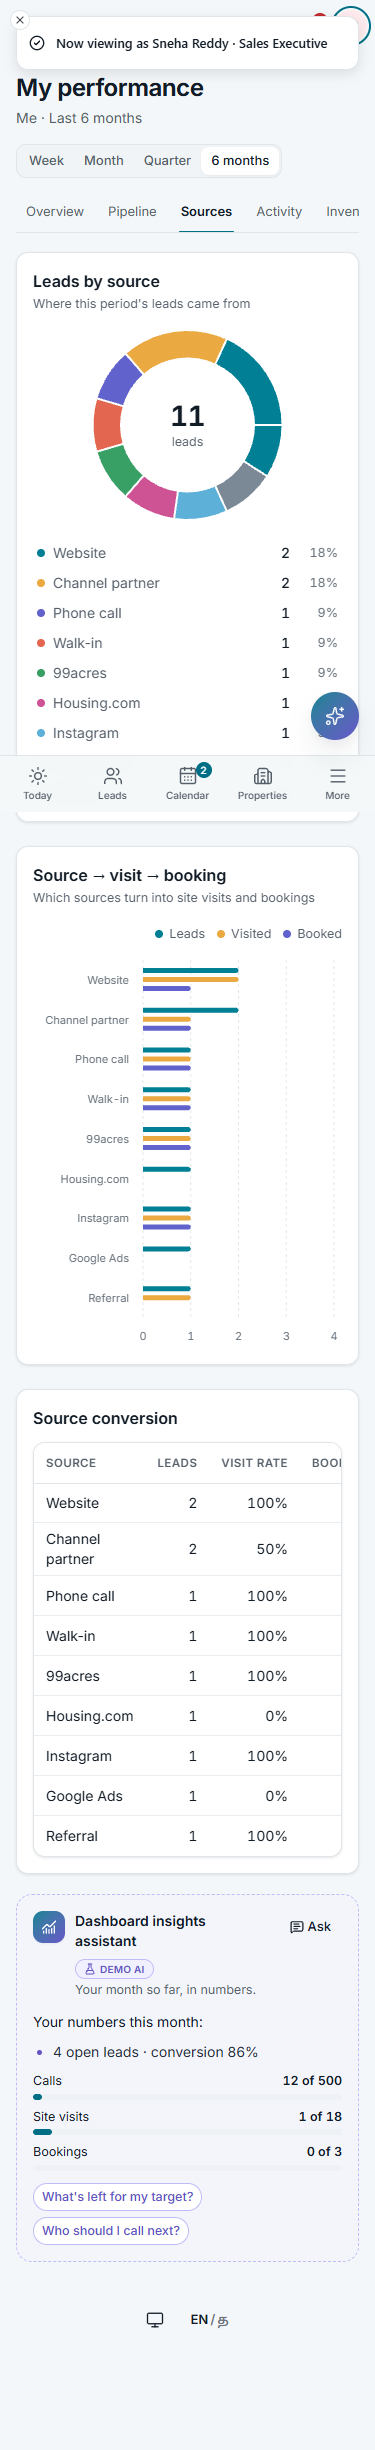 Now viewing as Sneha Reddy · Sales Executive
My performance
Me · Last 6 months
Week Month Quarter 6 months
Overview Pipeline Sources Activity Inven
Leads by source
Where this period's leads came from
11
leads
Website 2 18%
Channel partner 2 18%
Phone call 1 9%
Walk-in 1 9%
99acres 1 9%
Housing.com 1
Instagram 1
2
Today Leads Calendar Properties More
Source → visit → booking
Which sources turn into site visits and bookings
Leads Visited Booked
Website
Channel partner
Phone call
Walk-in
99acres
Housing.com
Instagram
Google Ads
Referral
0 1 2 3 4
Source conversion
SOURCE LEADS VISIT RATE BOO
Website 2 100%
Channel
partner 2 50%
Phone call 1 100%
Walk-in 1 100%
99acres 1 100%
Housing.com 1 0%
Instagram 1 100%
Google Ads 1 0%
Referral 1 100%
Dashboard insights
assistant
Ask
DEMO AI
Your month so far, in numbers.
Your numbers this month:
• 4 open leads · conversion 86%
Calls 12 of 500
Site visits 1 of 18
Bookings 0 of 3
What's left for my target?
Who should I call next?
EN / த